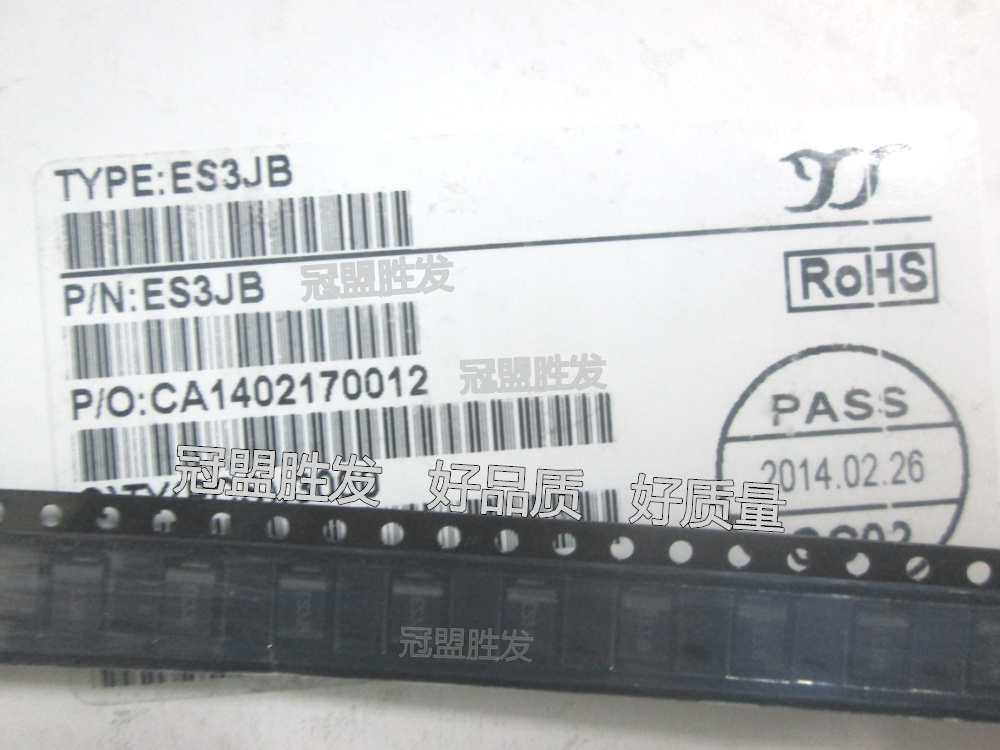 TYPE:ES3JB
P/N:ES3JB
冠盟胜发
RoHS
P/O:CA1402170012
冠盟胜发
PASS
2014.02.26
冠盟胜发 好品质 好质量
冠盟胜发